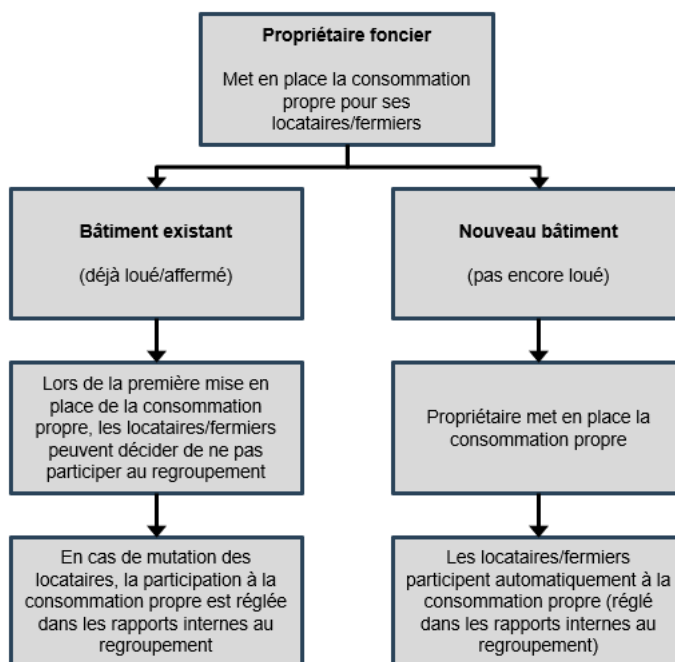 Propriétaire foncier
Met en place la consommation
propre pour ses
locataires/fermiers
Bâtiment existant
(déjà loué/affermé)
Nouveau bâtiment
(pas encore loué)
Lors de la première mise en
place de la consommation
propre, les locataires/fermiers
peuvent décider de ne pas
participer au regroupement
Propriétaire met en place la
consommation propre
En cas de mutation des
locataires, la participation à la
consommation propre est réglée
dans les rapports internes au
regroupement
Les locataires/fermiers
participent automatiquement à la
consommation propre (réglé
dans les rapports internes au
regroupement)